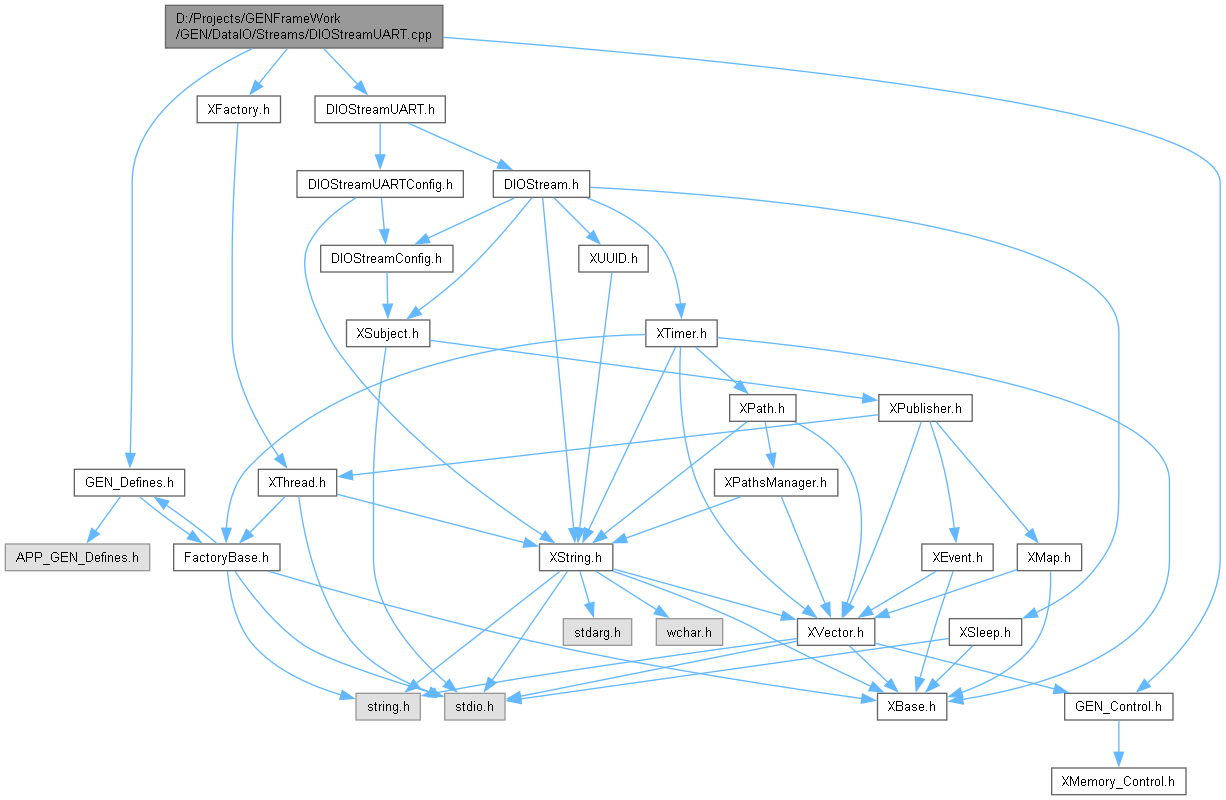 D:/Projects/GENFrameWork
/GEN/DataIO/Streams/DIOStreamUART.cpp
XFactory.h
DIOStreamUART.h
DIOStreamUARTConfig.h
DIOStream.h
DIOStreamConfig.h
XUUID.h
XSubject.h
XTimer.h
XPath.h
XPublisher.h
GEN_Defines.h
XThread.h
XPathsManager.h
APP_GEN_Defines.h
FactoryBase.h
XString.h
XEvent.h
XMap.h
stdarg.h
wchar.h
XVector.h
XSleep.h
string.h
stdio.h
XBase.h
GEN_Control.h
XMemory_Control.h